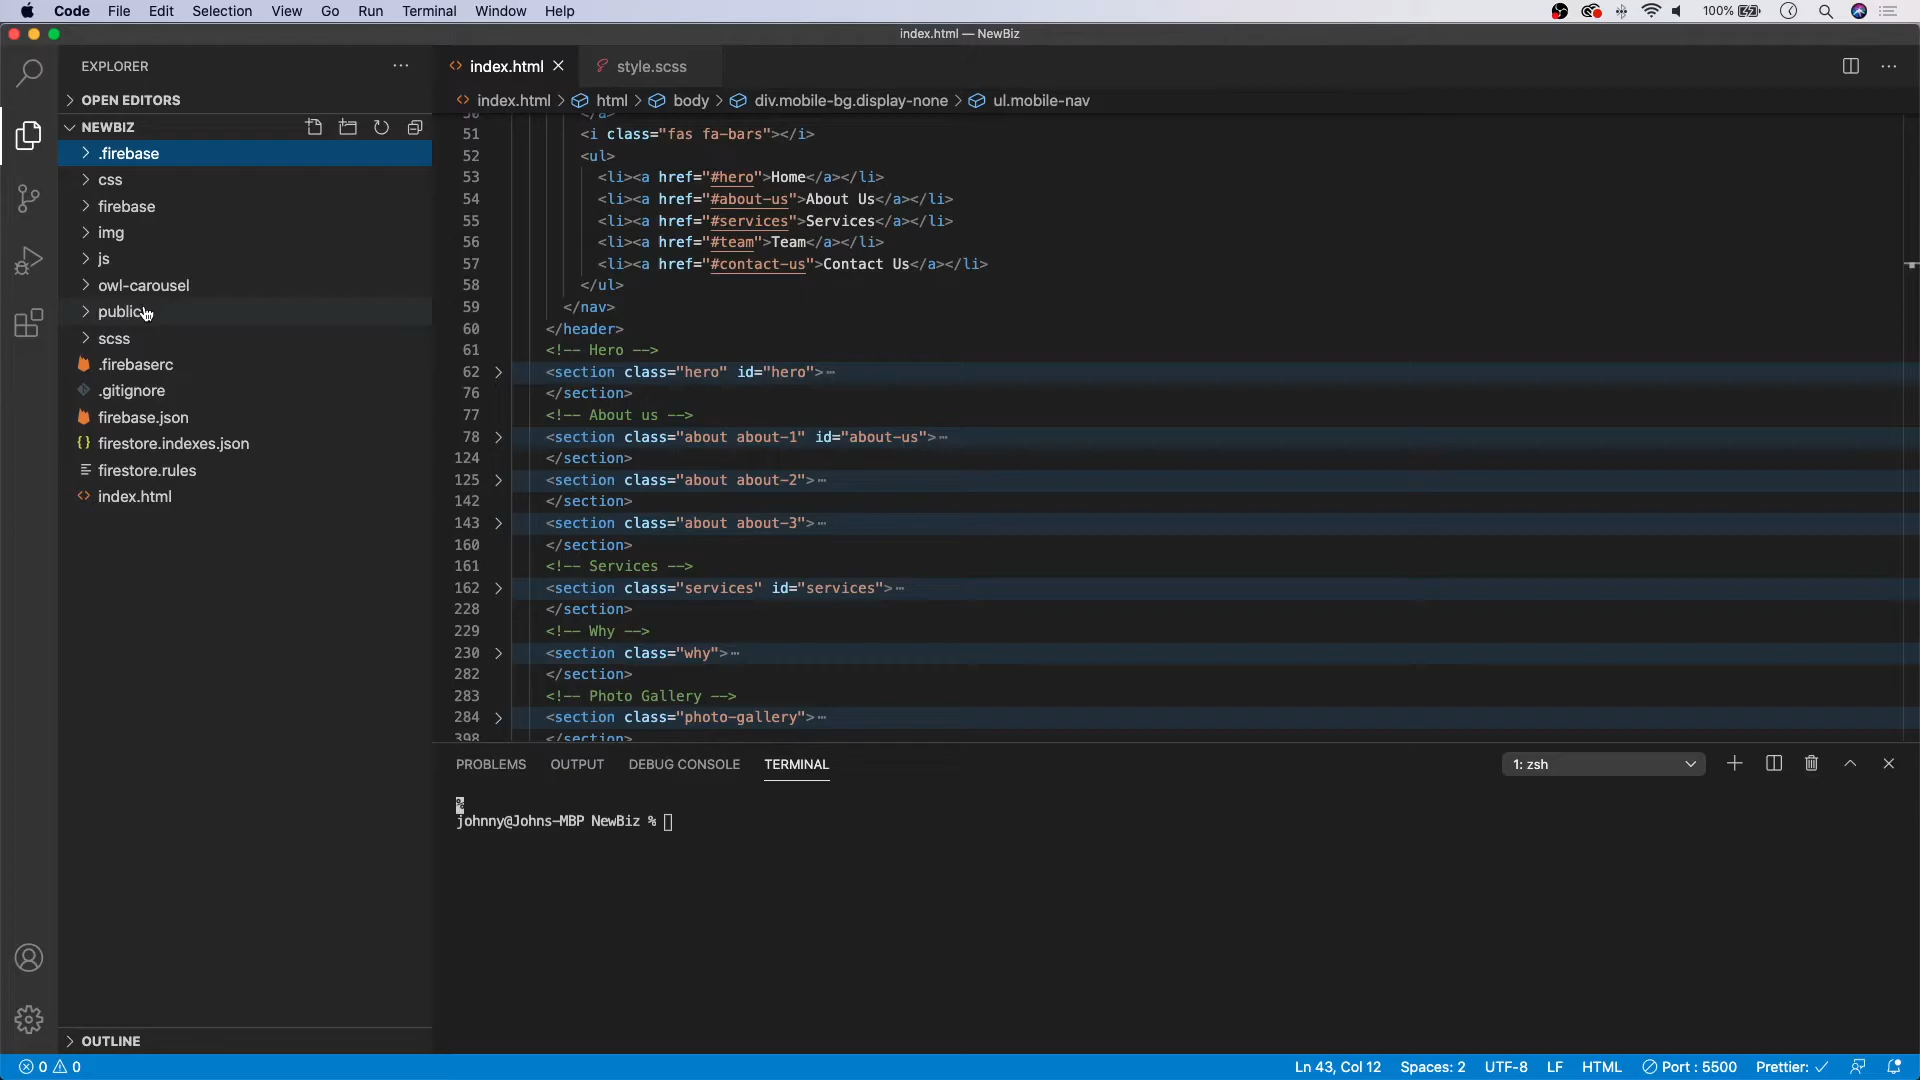 Code File Edit Selection View Go Run Terminal Window Help
100%
index.html — NewBiz
EXPLORER
OPEN EDITORS
NEWBIZ
.firebase
css
firebase
img
js
owl-carousel
public
scss
.firebaserc
.gitignore
firebase.json
firestore.indexes.json
firestore.rules
index.html
OUTLINE
index.html
style.scss
index.html > html > body > div.mobile-bg.display-none > ul.mobile-nav
50 </a>
51 <i class="fas fa-bars"></i>
52 <ul>
53 <li><a href="#hero">Home</a></li>
54 <li><a href="#about-us">About Us</a></li>
55 <li><a href="#services">Services</a></li>
56 <li><a href="#team">Team</a></li>
57 <li><a href="#contact-us">Contact Us</a></li>
58 </ul>
59 </nav>
60 </header>
61 <!-- Hero -->
62 <section class="hero" id="hero">⋯
76 </section>
77 <!-- About us -->
78 <section class="about about-1" id="about-us">⋯
124 </section>
125 <section class="about about-2">⋯
142 </section>
143 <section class="about about-3">⋯
160 </section>
161 <!-- Services -->
162 <section class="services" id="services">⋯
228 </section>
229 <!-- Why -->
230 <section class="why">⋯
282 </section>
283 <!-- Photo Gallery -->
284 <section class="photo-gallery">⋯
398 </section>
PROBLEMS OUTPUT DEBUG CONSOLE TERMINAL
1: zsh
%
johnny@Johns-MBP NewBiz %
0 0
Ln 43, Col 12 Spaces: 2 UTF-8 LF HTML Port : 5500 Prettier: ✓